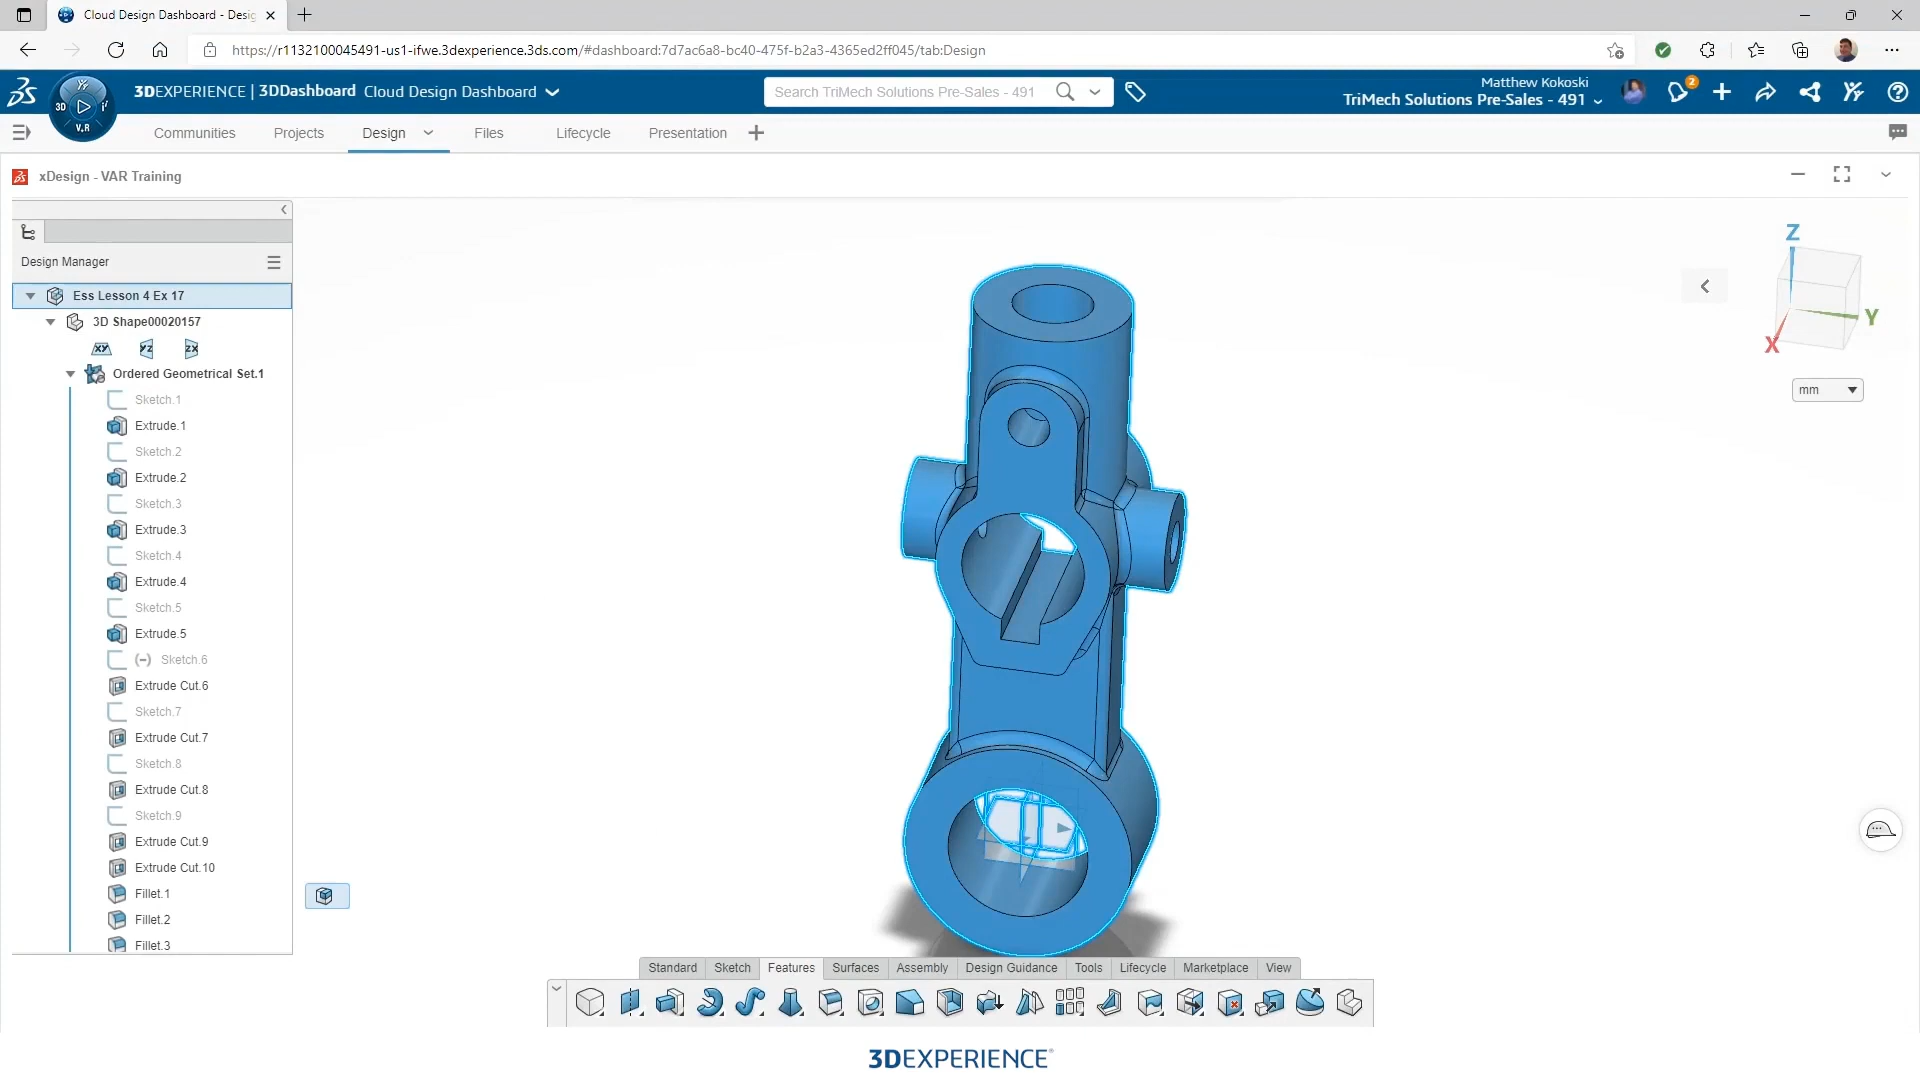 Cloud Design Dashboard - Desig
https://r1132100045491-us1-ifwe.3dexperience.3ds.com/#dashboard:7d7ac6a8-bc40-475f-b2a3-4365ed2ff045/tab:Design
3D
V.R
3DEXPERIENCE | 3DDashboard Cloud Design Dashboard
Search TriMech Solutions Pre-Sales - 491
Matthew Kokoski
TriMech Solutions Pre-Sales - 491
2
Communities Projects Design Files Lifecycle Presentation
xDesign - VAR Training
Design Manager
Ess Lesson 4 Ex 17
3D Shape00020157
XY YZ ZX
Ordered Geometrical Set.1
Sketch.1
Extrude.1
Sketch.2
Extrude.2
Sketch.3
Extrude.3
Sketch.4
Extrude.4
Sketch.5
Extrude.5
(-) Sketch.6
Extrude Cut.6
Sketch.7
Extrude Cut.7
Sketch.8
Extrude Cut.8
Sketch.9
Extrude Cut.9
Extrude Cut.10
Fillet.1
Fillet.2
Fillet.3
Z
Y
X
mm
Standard Sketch Features Surfaces Assembly Design Guidance Tools Lifecycle Marketplace View
3DEXPERIENCE®